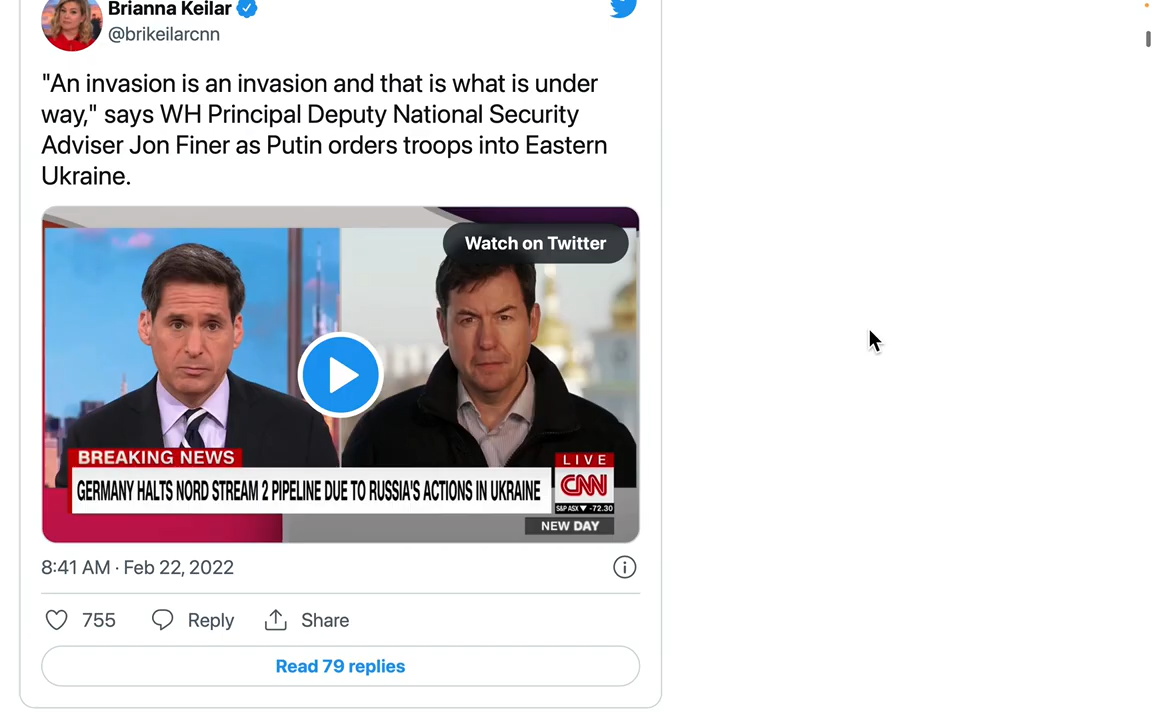 Brianna Keilar
@brikeilarcnn
"An invasion is an invasion and that is what is under
way," says WH Principal Deputy National Security
Adviser Jon Finer as Putin orders troops into Eastern
Ukraine.
Watch on Twitter
BREAKING NEWS
GERMANY HALTS NORD STREAM 2 PIPELINE DUE TO RUSSIA'S ACTIONS IN UKRAINE
LIVE
CNN
S&P ASX ▼ -72.30
NEW DAY
8:41 AM · Feb 22, 2022
755 Reply Share
Read 79 replies